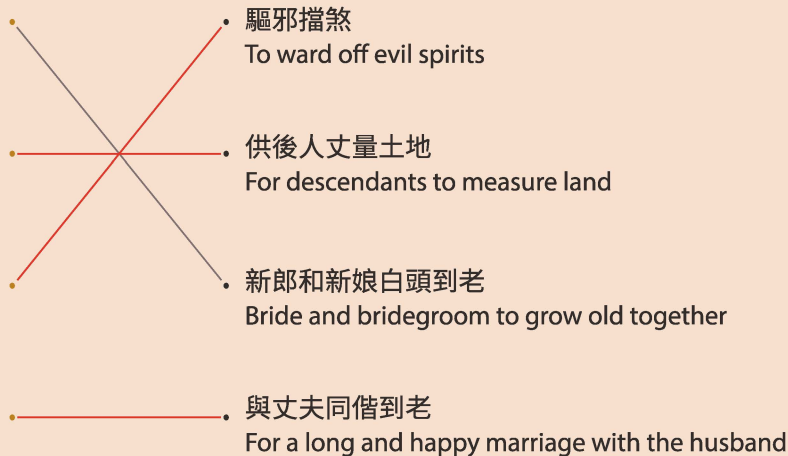 驅邪擋煞
To ward off evil spirits
供後人丈量土地
For descendants to measure land
新郎和新娘白頭到老
Bride and bridegroom to grow old together
與丈夫同偕到老
For a long and happy marriage with the husband